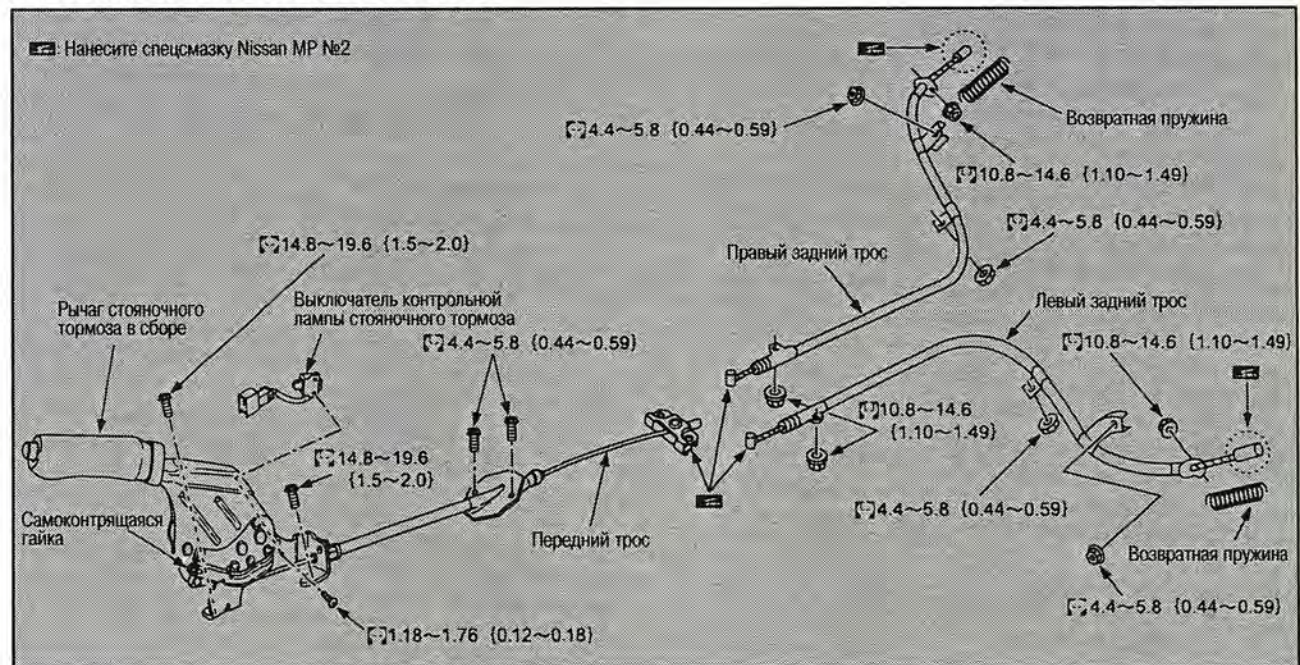 : Нанесите спецсмазку Nissan MP №2
4.4~5.8 {0.44~0.59}
Возвратная пружина
10.8~14.6 {1.10~1.49}
4.4~5.8 {0.44~0.59}
14.8~19.6 {1.5~2.0}
Правый задний трос
Рычаг стояночного
тормоза в сборе
Выключатель контрольной
лампы стояночного тормоза
Левый задний трос
4.4~5.8 {0.44~0.59}
10.8~14.6 {1.10~1.49}
10.8~14.6
{1.10~1.49}
14.8~19.6
{1.5~2.0}
Самоконтрящаяся
гайка
Передний трос
4.4~5.8 {0.44~0.59}
Возвратная пружина
4.4~5.8 {0.44~0.59}
1.18~1.76 {0.12~0.18}